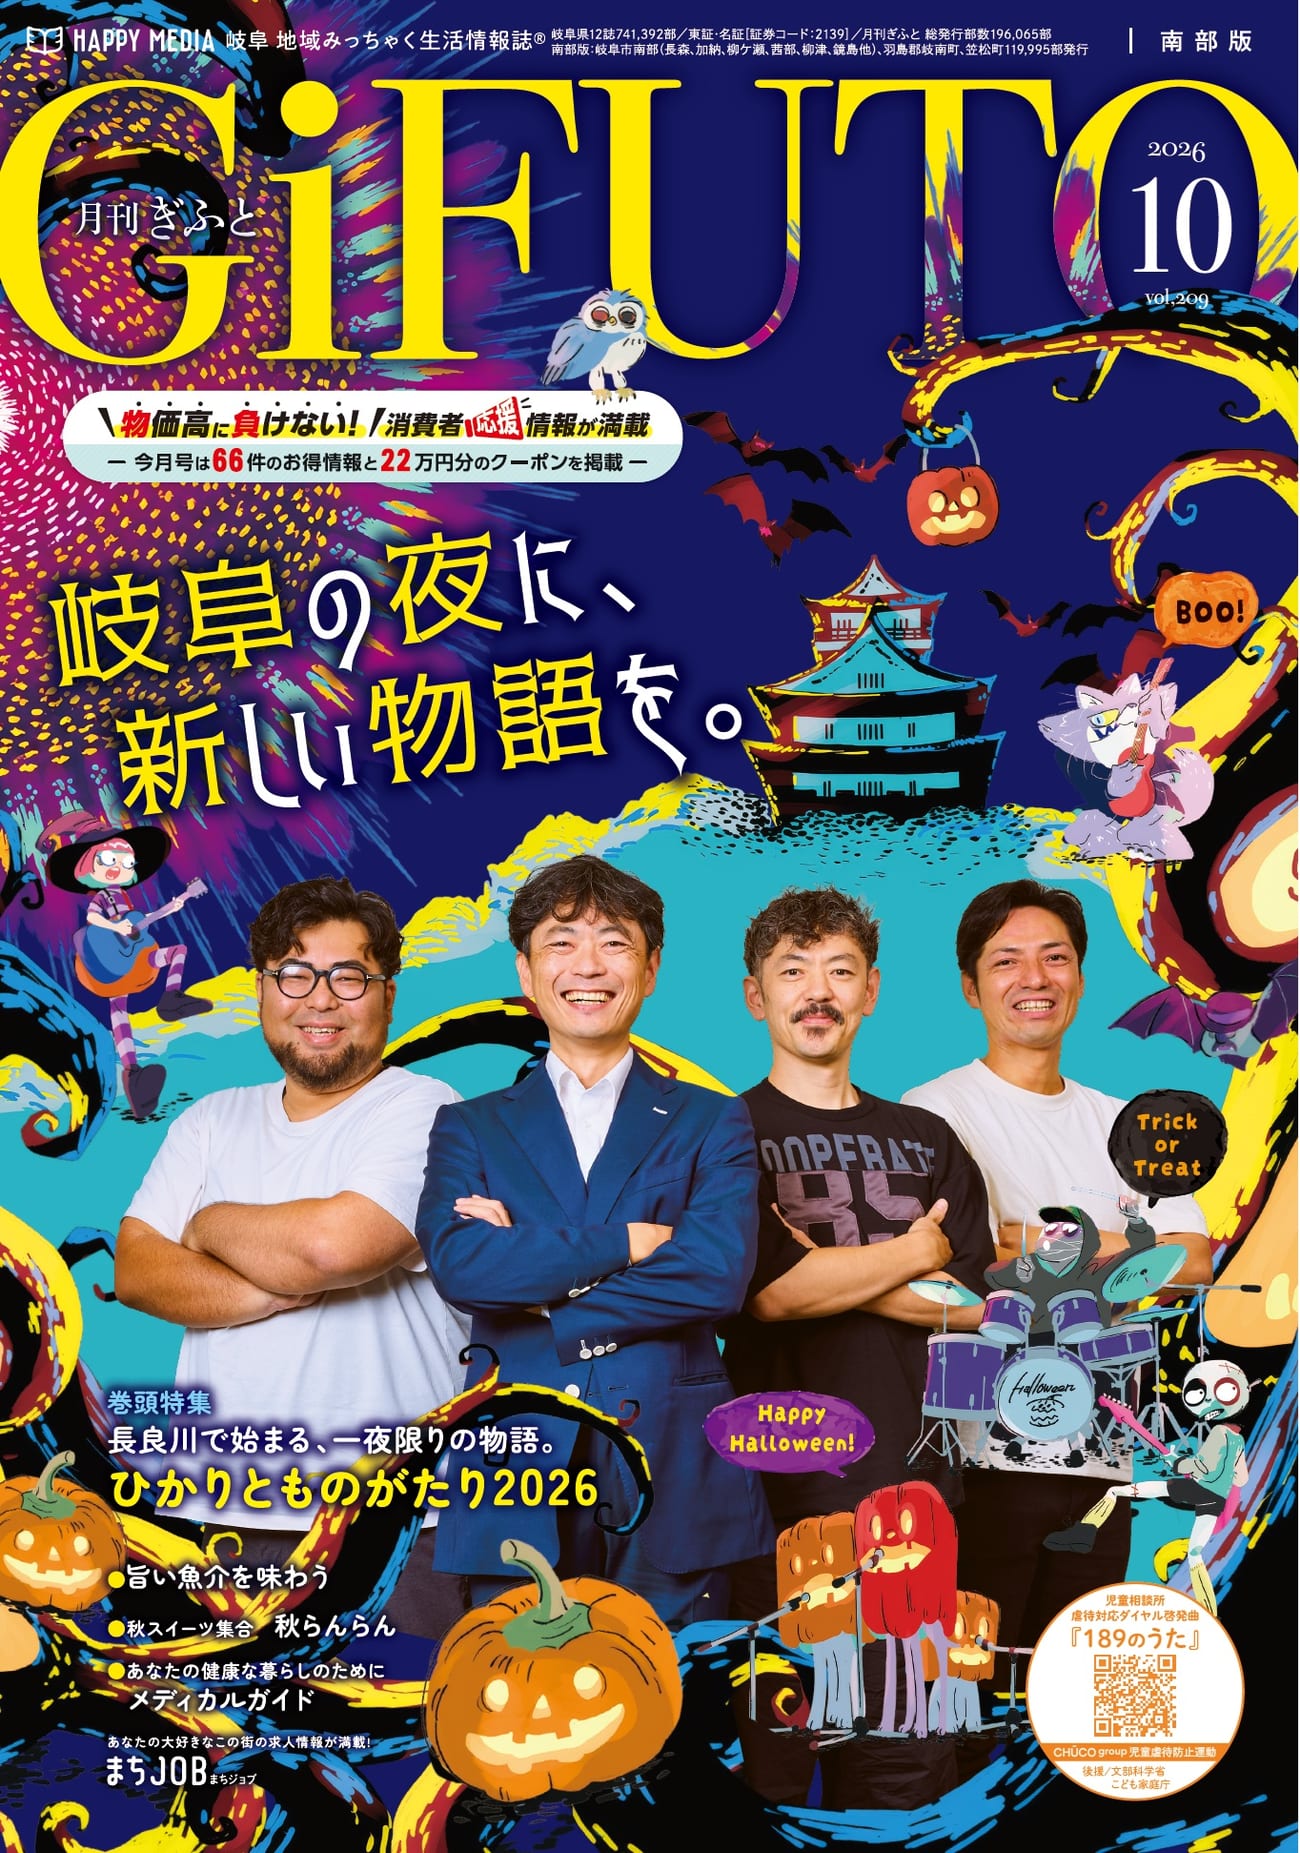 HAPPY MEDIA 岐阜 地域みっちゃく生活情報誌®
岐阜県12誌741,392部／東証・名証[証券コード:2139]／月刊ぎふと 総発行部数196,065部
南部版:岐阜市南部(長森、加納、柳ケ瀬、茜部、柳津、鏡島他)、羽島郡岐南町、笠松町119,995部発行
南部版
GiFUTO
月刊ぎふと
2026
10
vol,209
物価高に負けない! 消費者応援情報が満載
今月号は66件のお得情報と22万円分のクーポンを掲載
岐阜の夜に、
新しい物語を。
BOO!
Trick
or
Treat
OOPERATE
85
Halloween
Happy
Halloween!
巻頭特集
長良川で始まる、一夜限りの物語。
ひかりとものがたり2026
●旨い魚介を味わう
●秋スイーツ集合 秋らんらん
●あなたの健康な暮らしのために
メディカルガイド
あなたの大好きなこの街の求人情報が満載!
まちJOB まちジョブ
児童相談所
虐待対応ダイヤル啓発曲
『189のうた』
CHŪCO group 児童虐待防止運動
後援/文部科学省
こども家庭庁